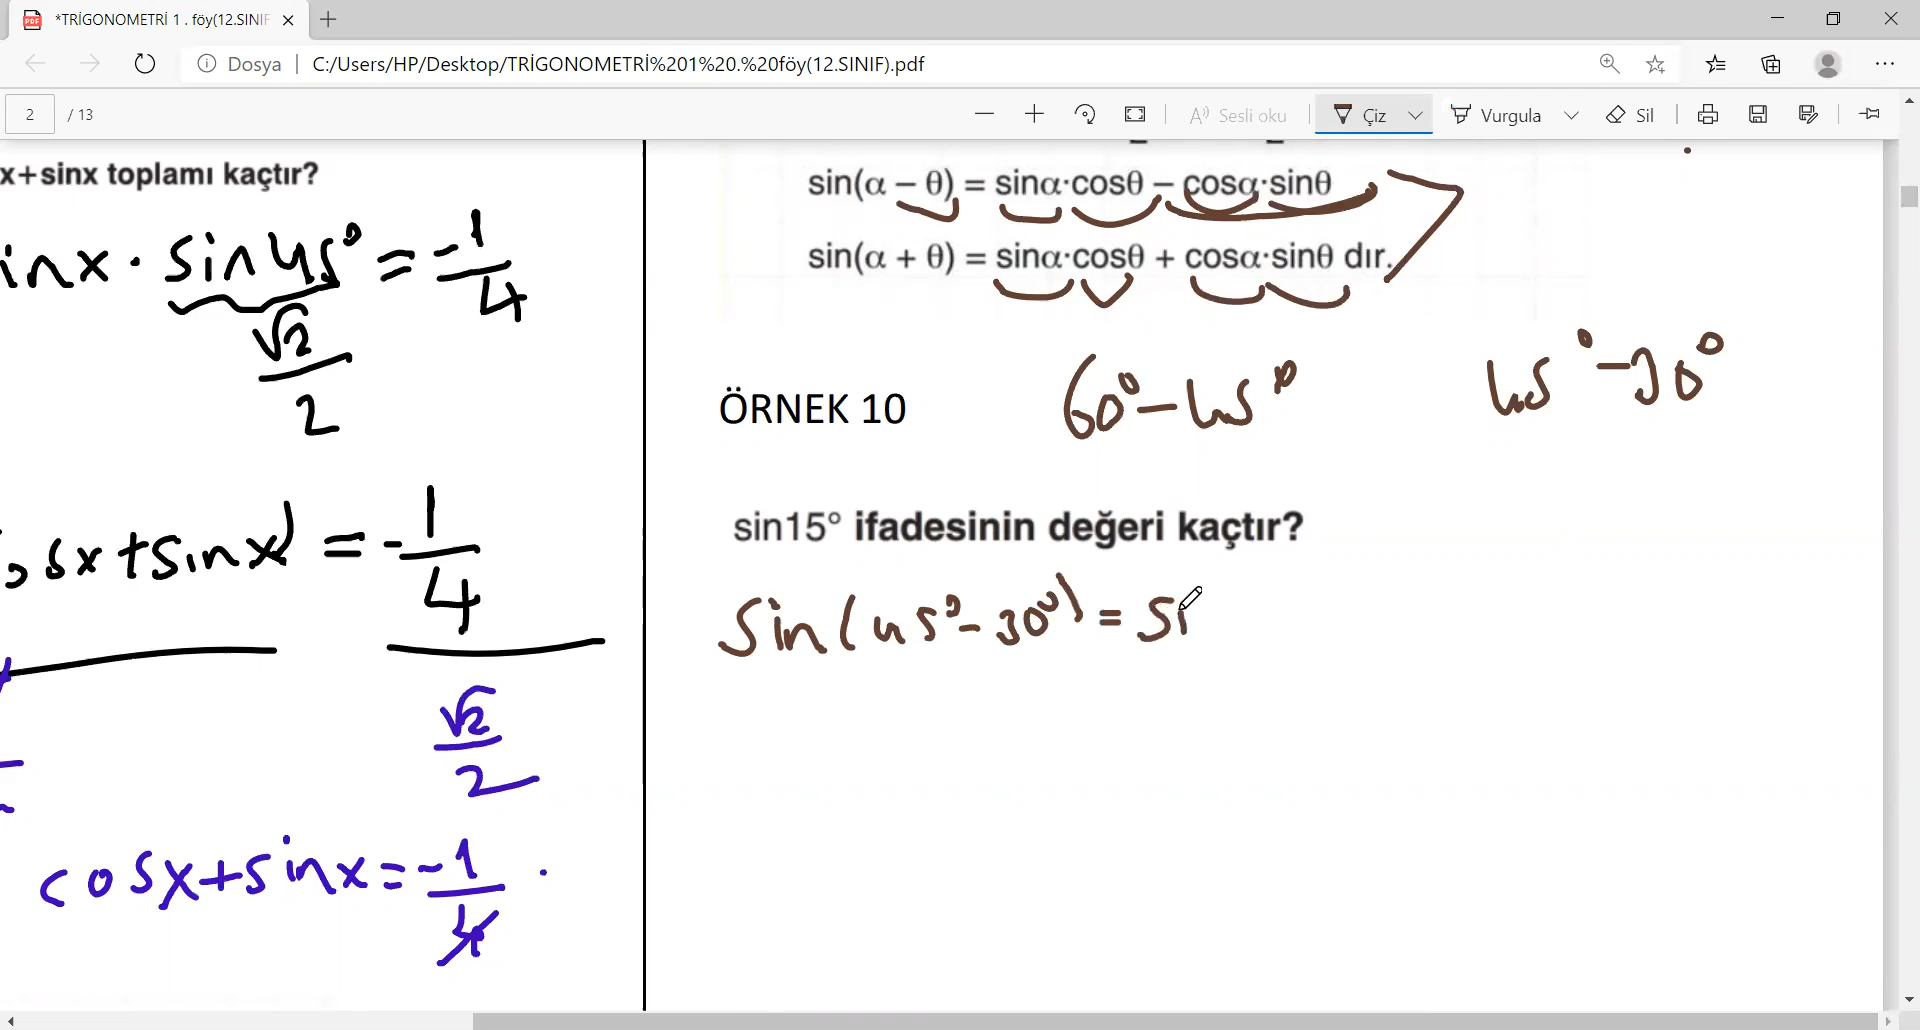 *TRİGONOMETRİ 1 . föy(12.SINIF
Dosya | C:/Users/HP/Desktop/TRİGONOMETRİ%201%20.%20föy(12.SINIF).pdf
2 / 13
Sesli oku
Çiz
Vurgula
Sil
x+sinx toplamı kaçtır?
inx · sin45° = -1/4
√2/2
osx+sinx) = -1/4
√2/2
cosx+sinx = -1/4 ·
sin(α − θ) = sinα·cosθ − cosα·sinθ
sin(α + θ) = sinα·cosθ + cosα·sinθ dır.
60° − 45°
45° − 30°
ÖRNEK 10
sin15° ifadesinin değeri kaçtır?
Sin(45° − 30°) = Si